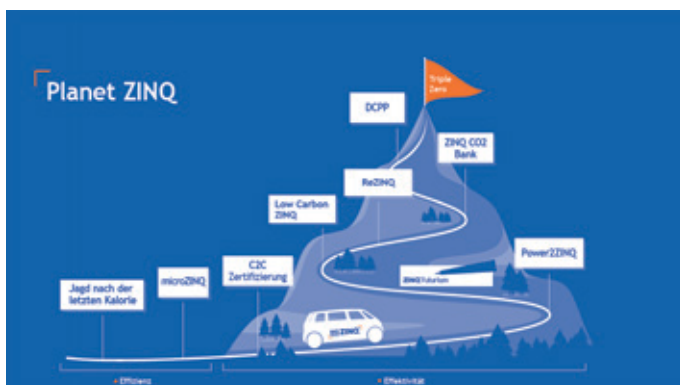 Planet ZINQ
Triple
Zero
DCPP
ZINQ CO2
Bank
ReZINQ
Low Carbon
ZINQ
Power2ZINQ
C2C
Zertifizierung
microZINQ
Jagd nach der
letzten Kalorie
ZINQ Futurium
ZINQ
Effizienz
Effektivität